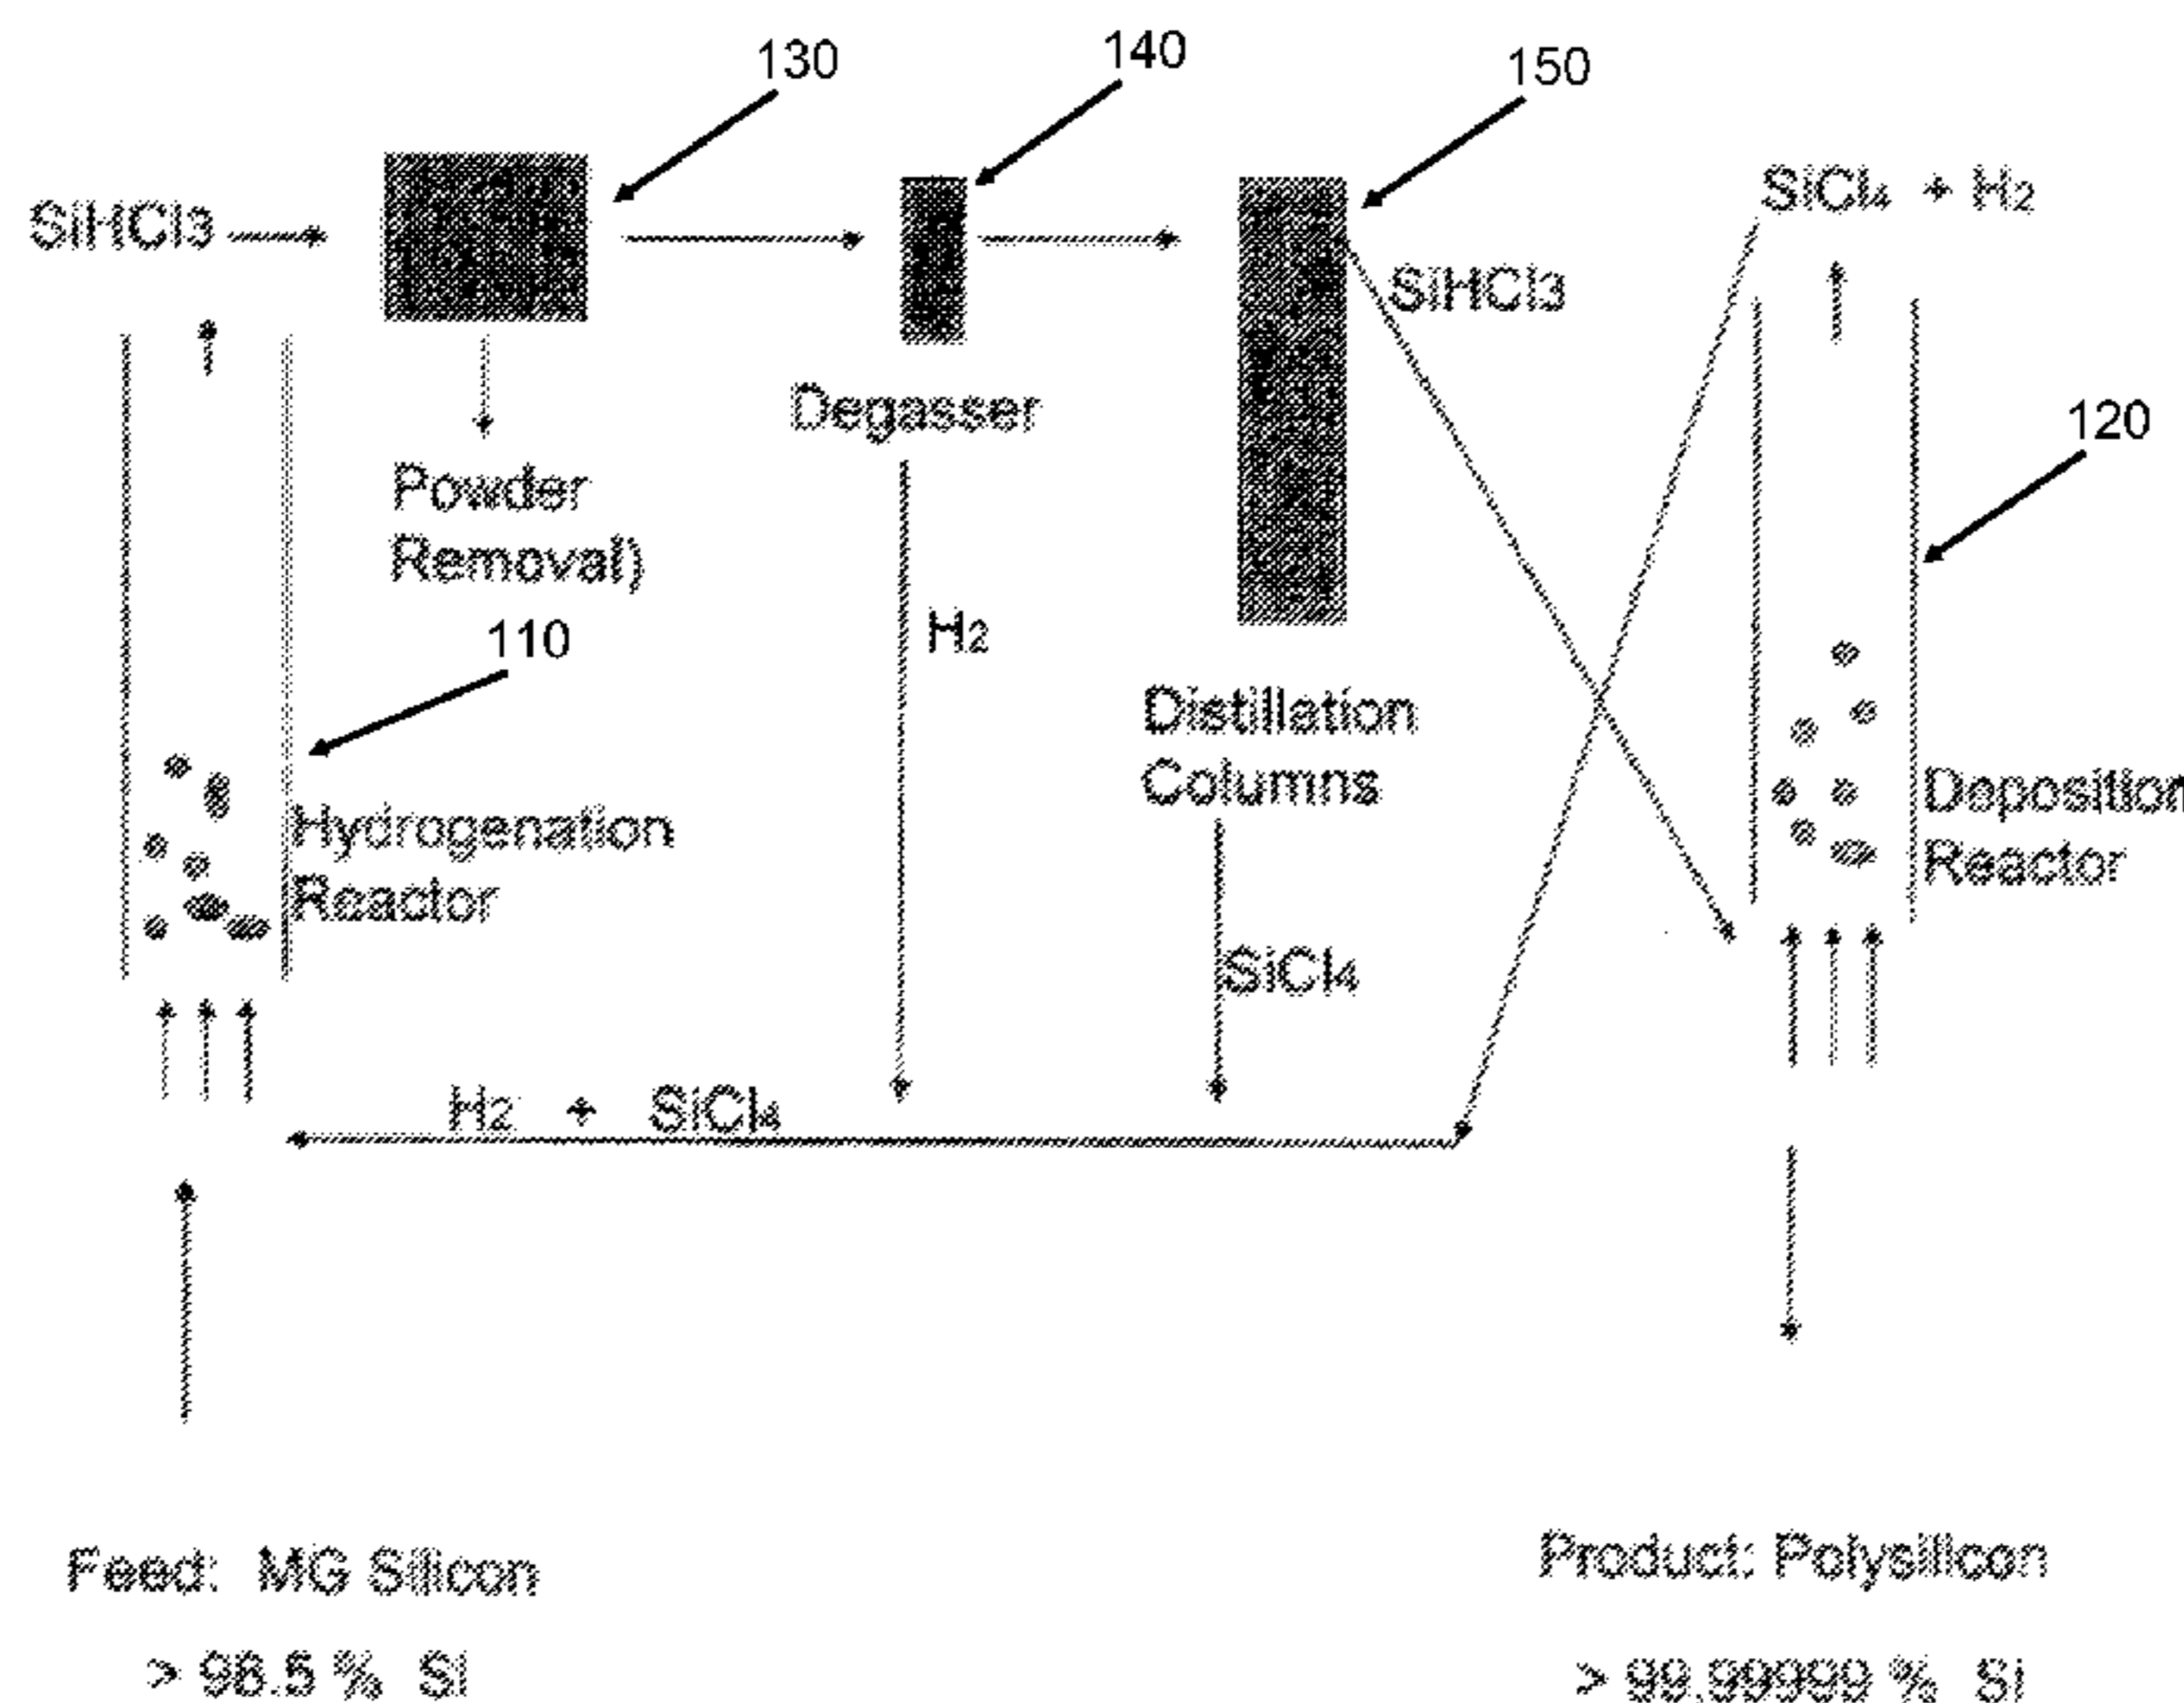 130
140
150
SiHCl3
SiCl4 + H2
SiHCl3
Degasser
120
Powder
Removal)
H2
110
Distillation
Columns
Hydrogenation
Reactor
Deposition
Reactor
SiCl4
H2 + SiCl4
Feed: MG Silicon
Product: Polysilicon
> 98.5 % Si
> 99.99999 % Si